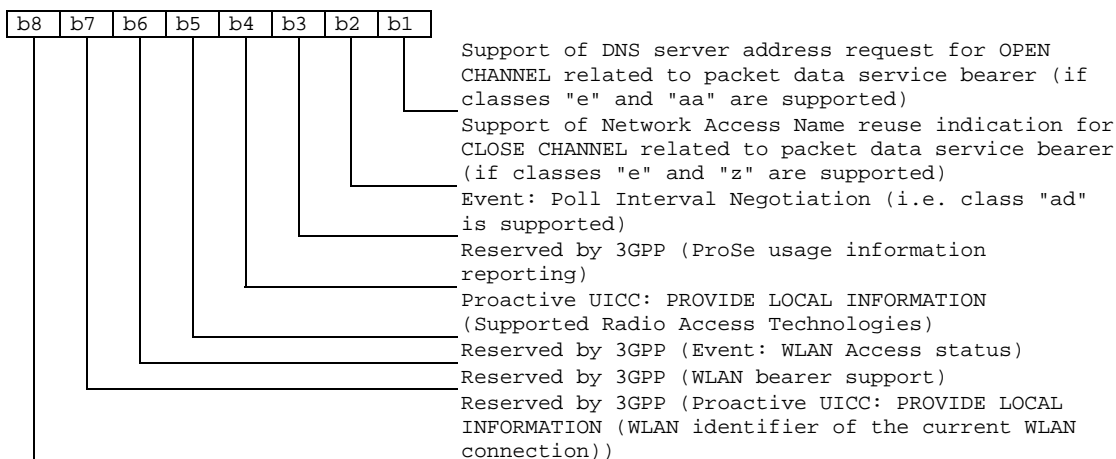 b8 b7 b6 b5 b4 b3 b2 b1
Support of DNS server address request for OPEN
CHANNEL related to packet data service bearer (if
classes "e" and "aa" are supported)
Support of Network Access Name reuse indication for
CLOSE CHANNEL related to packet data service bearer
(if classes "e" and "z" are supported)
Event: Poll Interval Negotiation (i.e. class "ad"
is supported)
Reserved by 3GPP (ProSe usage information
reporting)
Proactive UICC: PROVIDE LOCAL INFORMATION
(Supported Radio Access Technologies)
Reserved by 3GPP (Event: WLAN Access status)
Reserved by 3GPP (WLAN bearer support)
Reserved by 3GPP (Proactive UICC: PROVIDE LOCAL
INFORMATION (WLAN identifier of the current WLAN
connection))